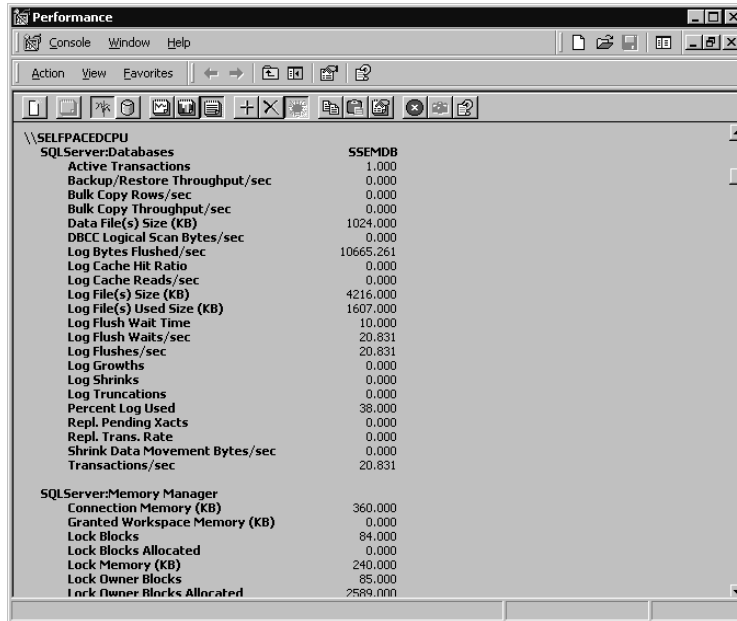 Performance
Console Window Help
Action View Favorites
\\SELFPACEDCPU
SQLServer:Databases SSEMDB
Active Transactions 1.000
Backup/Restore Throughput/sec 0.000
Bulk Copy Rows/sec 0.000
Bulk Copy Throughput/sec 0.000
Data File(s) Size (KB) 1024.000
DBCC Logical Scan Bytes/sec 0.000
Log Bytes Flushed/sec 10665.261
Log Cache Hit Ratio 0.000
Log Cache Reads/sec 0.000
Log File(s) Size (KB) 4216.000
Log File(s) Used Size (KB) 1607.000
Log Flush Wait Time 10.000
Log Flush Waits/sec 20.831
Log Flushes/sec 20.831
Log Growths 0.000
Log Shrinks 0.000
Log Truncations 0.000
Percent Log Used 38.000
Repl. Pending Xacts 0.000
Repl. Trans. Rate 0.000
Shrink Data Movement Bytes/sec 0.000
Transactions/sec 20.831
SQLServer:Memory Manager
Connection Memory (KB) 360.000
Granted Workspace Memory (KB) 0.000
Lock Blocks 84.000
Lock Blocks Allocated 0.000
Lock Memory (KB) 240.000
Lock Owner Blocks 85.000
Lock Owner Blocks Allocated 2589.000